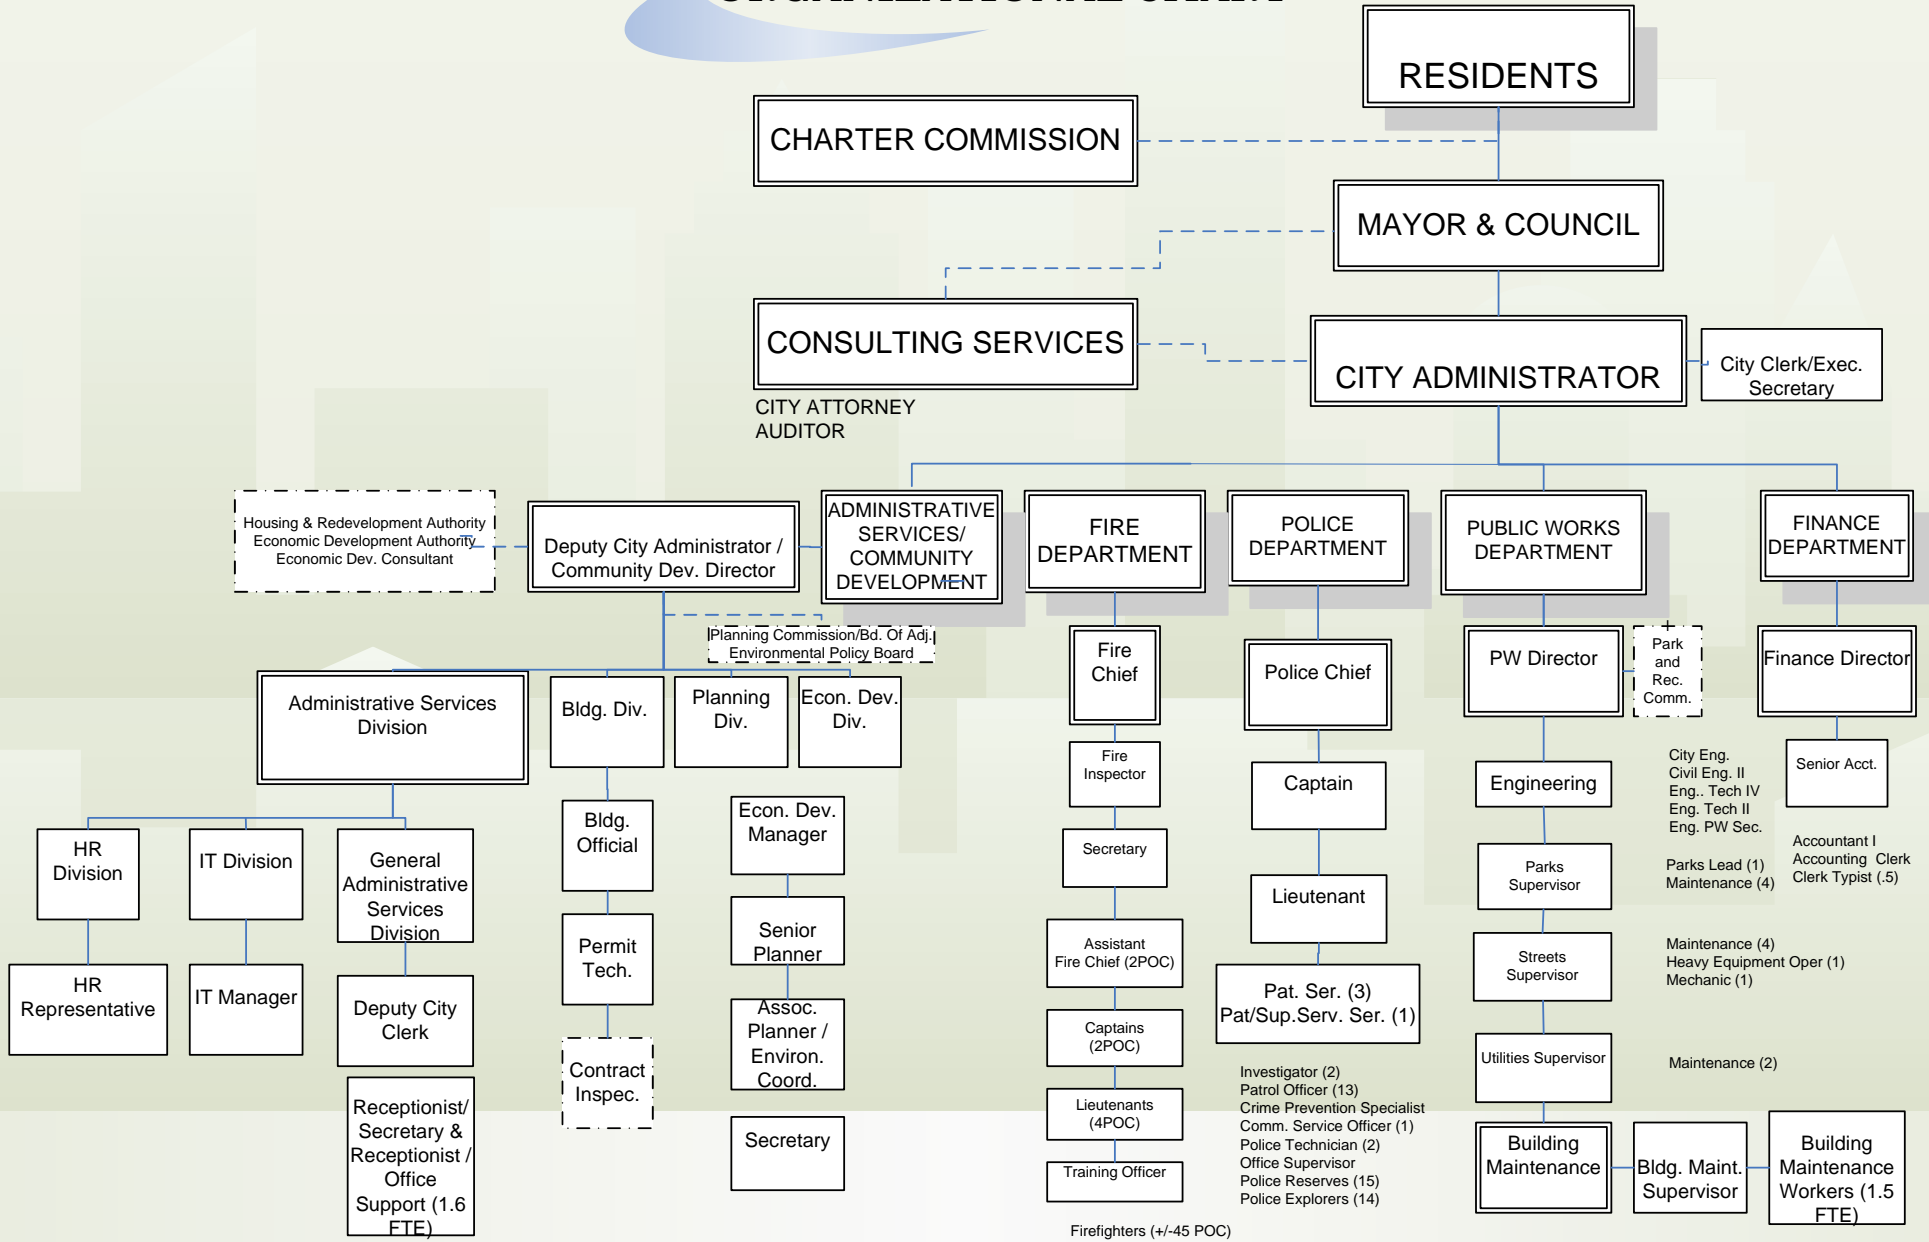 ORGANIZATIONAL CHART
RESIDENTS
CHARTER COMMISSION
MAYOR & COUNCIL
CONSULTING SERVICES
CITY ADMINISTRATOR
City Clerk/Exec.
Secretary
CITY ATTORNEY
AUDITOR
Housing & Redevelopment Authority
Economic Development Authority
Economic Dev. Consultant
Deputy City Administrator /
Community Dev. Director
ADMINISTRATIVE
SERVICES/
COMMUNITY
DEVELOPMENT
FIRE
DEPARTMENT
POLICE
DEPARTMENT
PUBLIC WORKS
DEPARTMENT
FINANCE
DEPARTMENT
Planning Commission/Bd. Of Adj.
Environmental Policy Board
Administrative Services
Division
Bldg. Div.
Planning
Div.
Econ. Dev.
Div.
Fire
Chief
Police Chief
PW Director
Park
and
Rec.
Comm.
Finance Director
Fire
Inspector
Captain
Engineering
City Eng.
Civil Eng. II
Eng.. Tech IV
Eng. Tech II
Eng. PW Sec.
Senior Acct.
HR
Division
IT Division
General
Administrative
Services
Division
Bldg.
Official
Econ. Dev.
Manager
Secretary
Lieutenant
Parks
Supervisor
Parks Lead (1)
Maintenance (4)
Accountant I
Accounting Clerk
Clerk Typist (.5)
HR
Representative
IT Manager
Deputy City
Clerk
Permit
Tech.
Senior
Planner
Assistant
Fire Chief (2POC)
Pat. Ser. (3)
Pat/Sup.Serv. Ser. (1)
Streets
Supervisor
Maintenance (4)
Heavy Equipment Oper (1)
Mechanic (1)
Contract
Inspec.
Assoc.
Planner /
Environ.
Coord.
Captains
(2POC)
Utilities Supervisor
Maintenance (2)
Receptionist/
Secretary &
Receptionist /
Office
Support (1.6
FTE)
Secretary
Lieutenants
(4POC)
Training Officer
Firefighters (+/-45 POC)
Investigator (2)
Patrol Officer (13)
Crime Prevention Specialist
Comm. Service Officer (1)
Police Technician (2)
Office Supervisor
Police Reserves (15)
Police Explorers (14)
Building
Maintenance
Bldg. Maint.
Supervisor
Building
Maintenance
Workers (1.5
FTE)